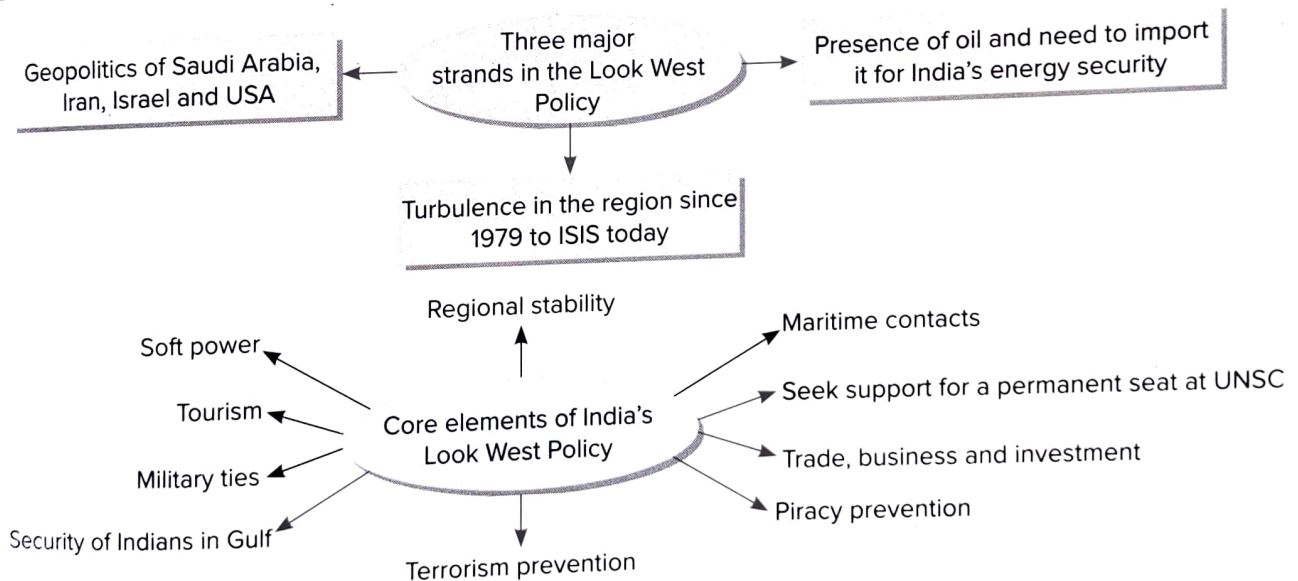 Three major
strands in the Look West
Policy
Geopolitics of Saudi Arabia,
Iran, Israel and USA
Presence of oil and need to import
it for India's energy security
Turbulence in the region since
1979 to ISIS today
Core elements of India's
Look West Policy
Regional stability
Soft power
Tourism
Military ties
Security of Indians in Gulf
Terrorism prevention
Maritime contacts
Seek support for a permanent seat at UNSC
Trade, business and investment
Piracy prevention